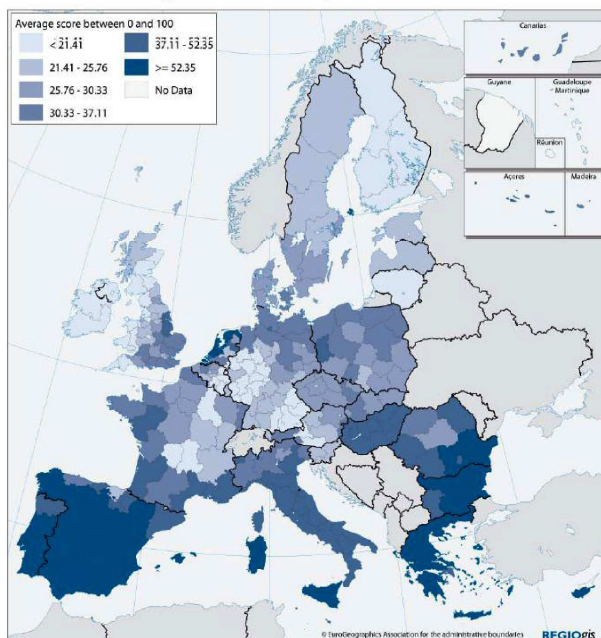 Average score between 0 and 100
< 21.41
21.41 - 25.76
25.76 - 30.33
30.33 - 37.11
37.11 - 52.35
>= 52.35
No Data
Canarias
Guyane
Guadeloupe
Martinique
Réunion
Açores
Madeira
© EuroGeographics Association for the administrative boundaries
REGIOgis